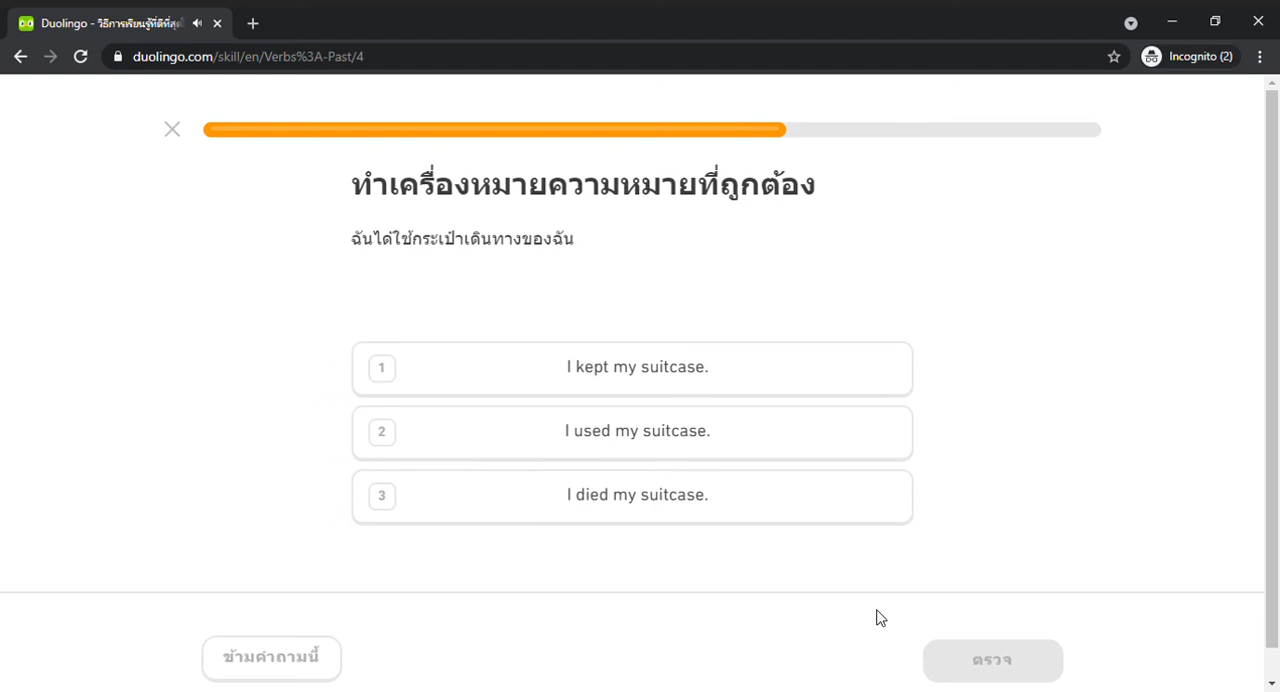 Duolingo - วิธีการเรียนรู้ที่ดีที่สุด
duolingo.com/skill/en/Verbs%3A-Past/4
Incognito (2)
ทำเครื่องหมายความหมายที่ถูกต้อง
ฉันได้ใช้กระเป๋าเดินทางของฉัน
1 I kept my suitcase.
2 I used my suitcase.
3 I died my suitcase.
ข้ามคำถามนี้
ตรวจ